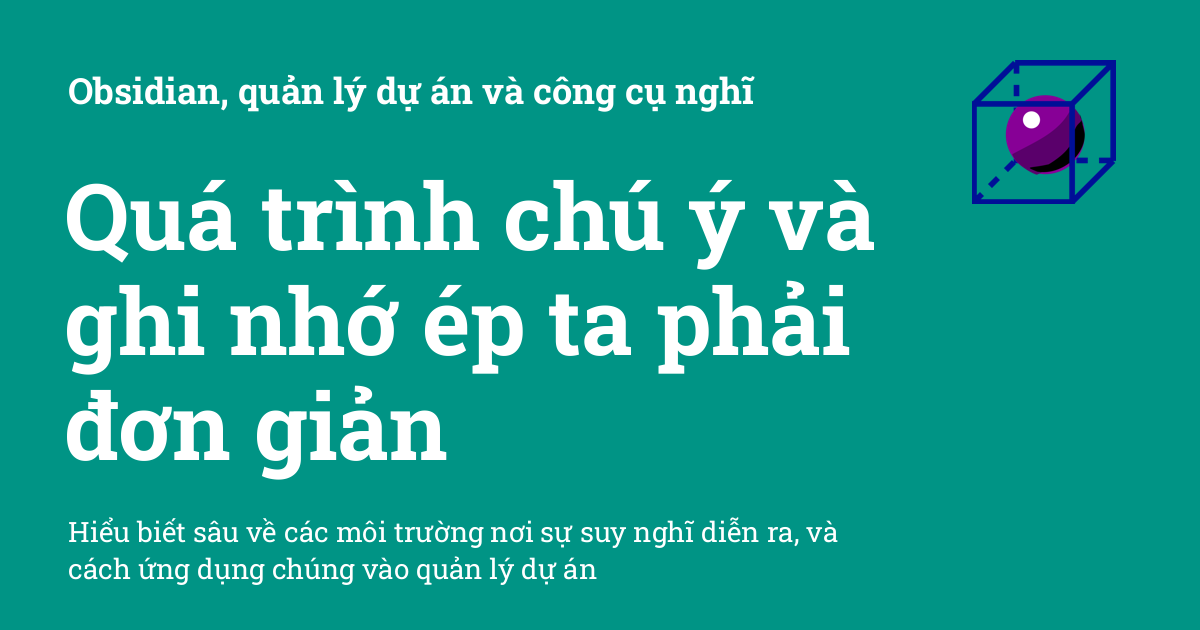 Obsidian, quản lý dự án và công cụ nghĩ
Quá trình chú ý và
ghi nhớ ép ta phải
đơn giản
Hiểu biết sâu về các môi trường nơi sự suy nghĩ diễn ra, và
cách ứng dụng chúng vào quản lý dự án